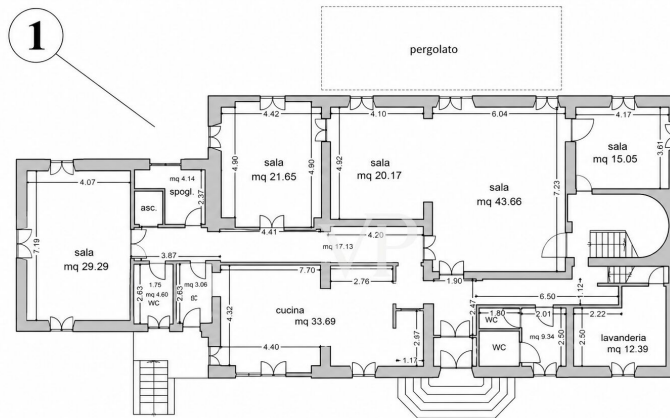 1
pergolato
4.42
4.10
6.04
4.17
4.90
sala
mq 21.65
4.90
4.92
sala
mq 20.17
sala
mq 43.66
7.23
sala
mq 15.05
3.61
4.07
mq 4.14
spogl.
2.37
asc.
7.19
sala
mq 29.29
3.87
4.41
4.20
mq 17.13
MP
1.75
mq 4.60
WC
2.63
2.63
mq 3.06
7.70
2.76
4.32
cucina
mq 33.69
4.40
1.17
2.67
1.90
2.47
6.50
1.12
WC
1.80
2.01
mq 9.34
WC
2.50
2.50
2.22
lavanderia
mq 12.39